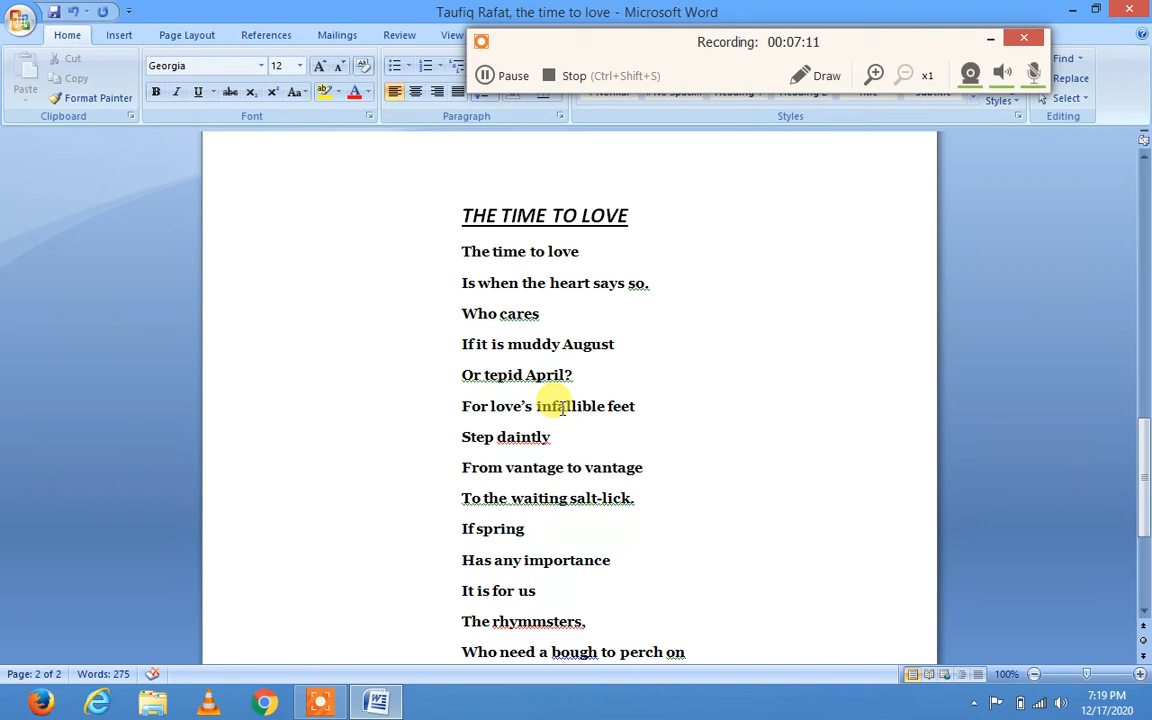 Taufiq Rafat, the time to love - Microsoft Word
Home Insert Page Layout References Mailings Review View
Recording: 00:07:11
Pause Stop (Ctrl+Shift+S) Draw x1
Paste Cut Copy Format Painter
Georgia 12
Find Replace Select
Styles
Clipboard Font Paragraph Styles Editing
THE TIME TO LOVE
The time to love
Is when the heart says so.
Who cares
If it is muddy August
Or tepid April?
For love's infallible feet
Step daintly
From vantage to vantage
To the waiting salt-lick.
If spring
Has any importance
It is for us
The rhymmsters,
Who need a bough to perch on
Page: 2 of 2 Words: 275 100%
7:19 PM
12/17/2020